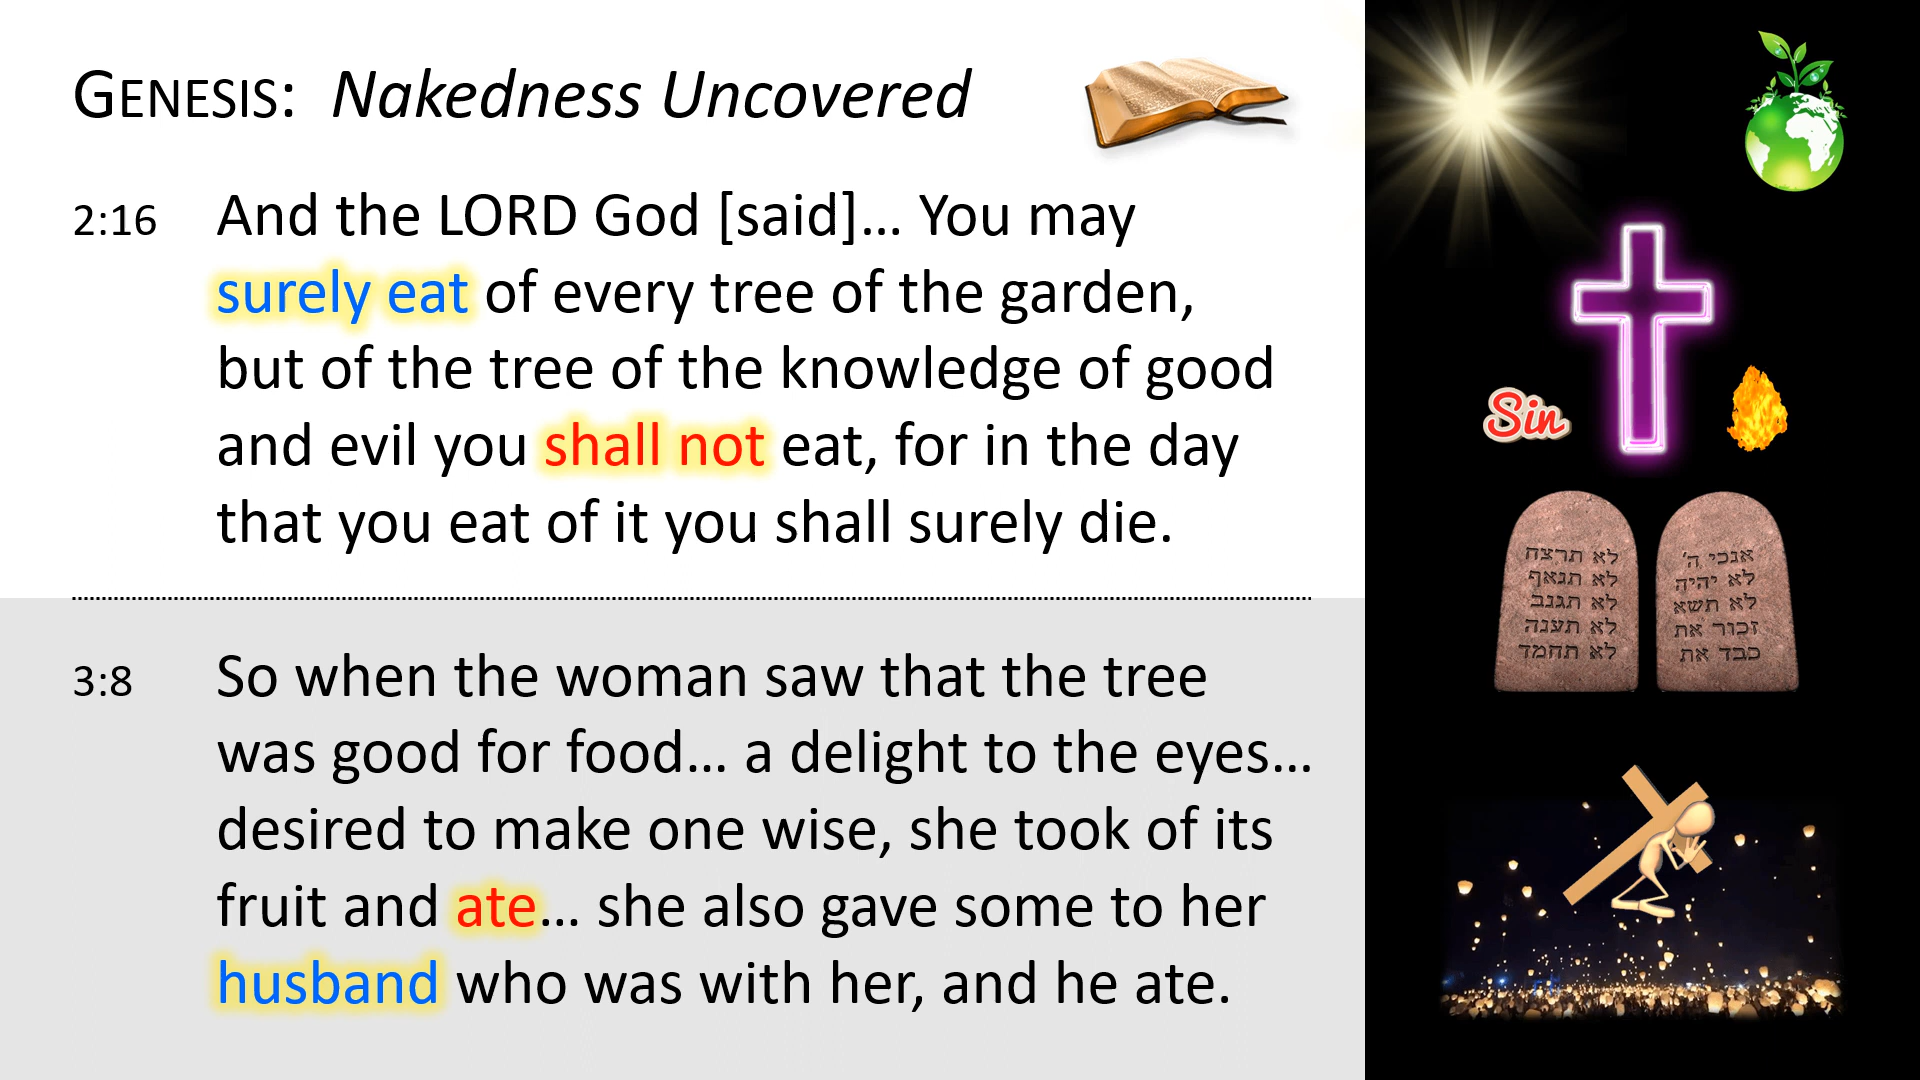 GENESIS: Nakedness Uncovered
2:16 And the LORD God [said]… You may
surely eat of every tree of the garden,
but of the tree of the knowledge of good
and evil you shall not eat, for in the day
that you eat of it you shall surely die.
3:8 So when the woman saw that the tree
was good for food… a delight to the eyes…
desired to make one wise, she took of its
fruit and ate… she also gave some to her
husband who was with her, and he ate.
Sin
אנכי ה'
לא יהיה
לא תשא
זכור את
כבד את
לא תרצח
לא תנאף
לא תגנב
לא תענה
לא תחמד